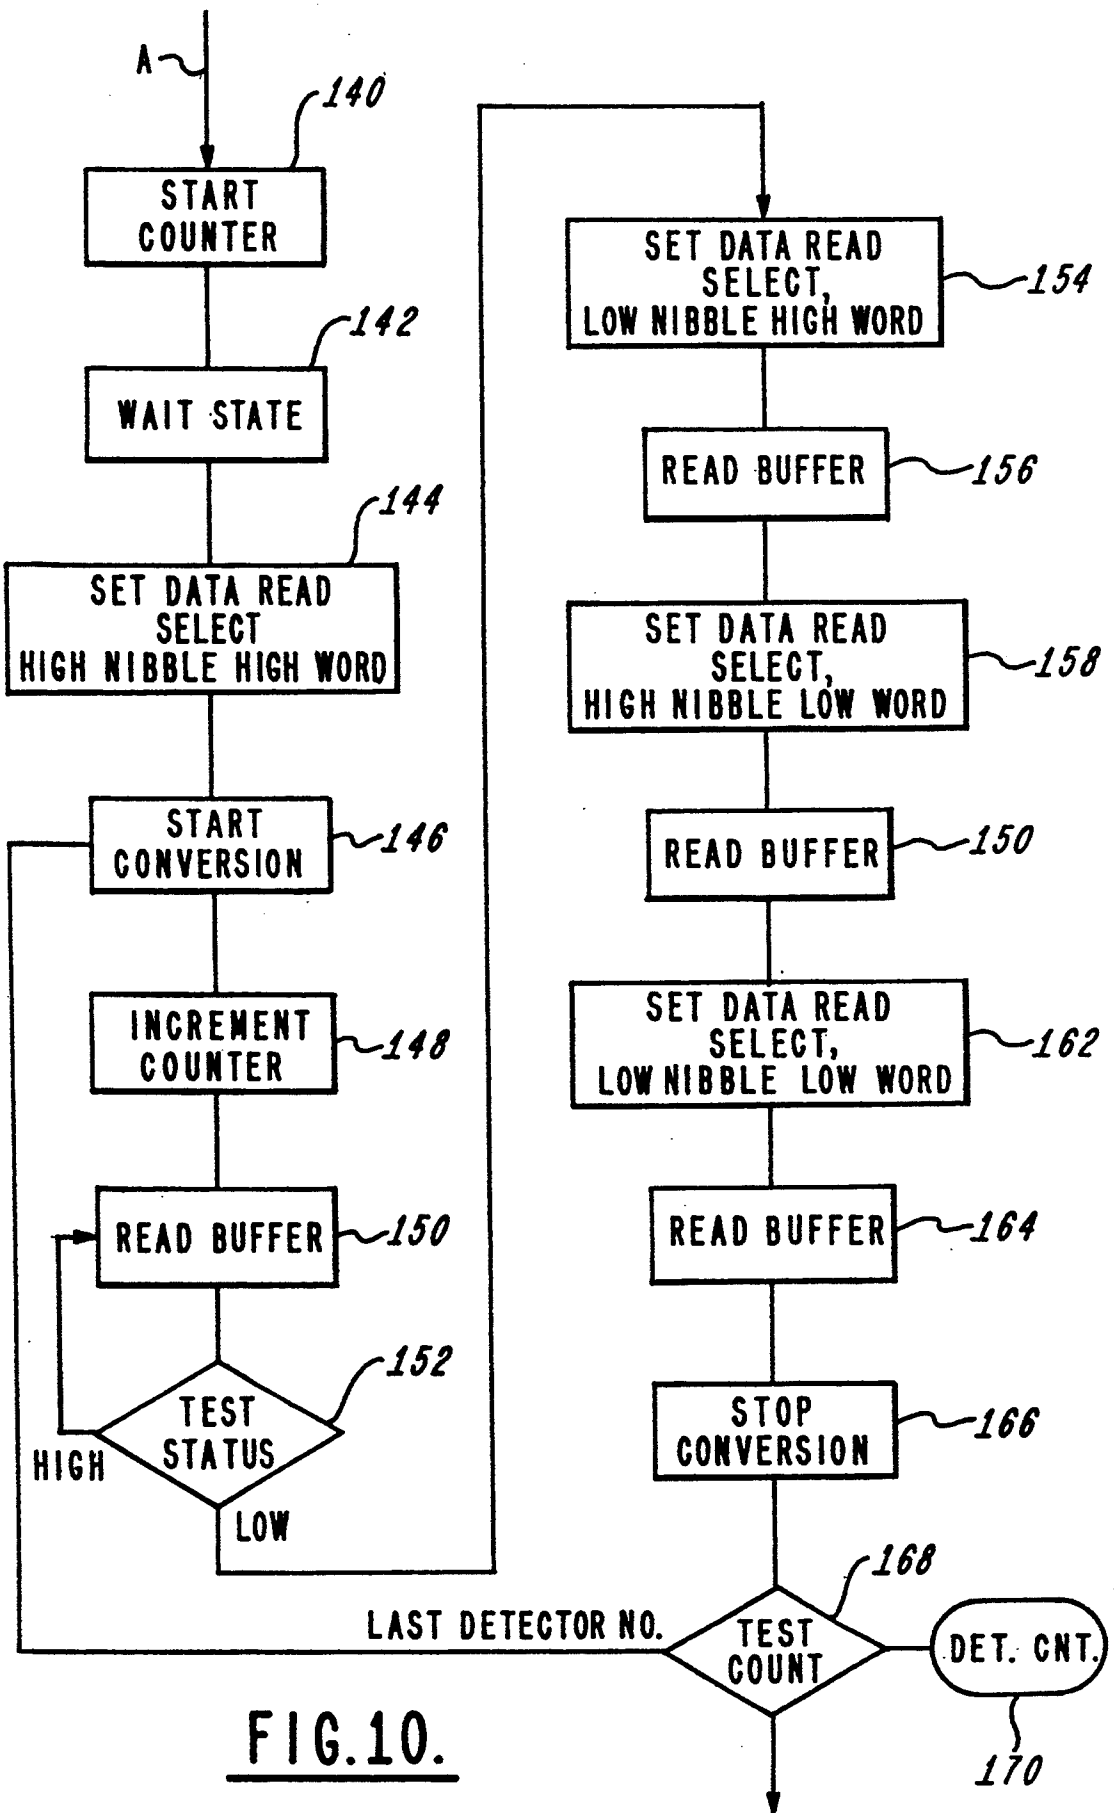 A
140
START
COUNTER
142
WAIT STATE
144
SET DATA READ
SELECT
HIGH NIBBLE HIGH WORD
START
CONVERSION
146
INCREMENT
COUNTER
148
READ BUFFER
150
TEST
STATUS
152
HIGH
LOW
SET DATA READ
SELECT,
LOW NIBBLE HIGH WORD
154
READ BUFFER
156
SET DATA READ
SELECT,
HIGH NIBBLE LOW WORD
158
READ BUFFER
150
SET DATA READ
SELECT,
LOW NIBBLE LOW WORD
162
READ BUFFER
164
STOP
CONVERSION
166
168
LAST DETECTOR NO.
TEST
COUNT
DET. CNT.
170
FIG.10.